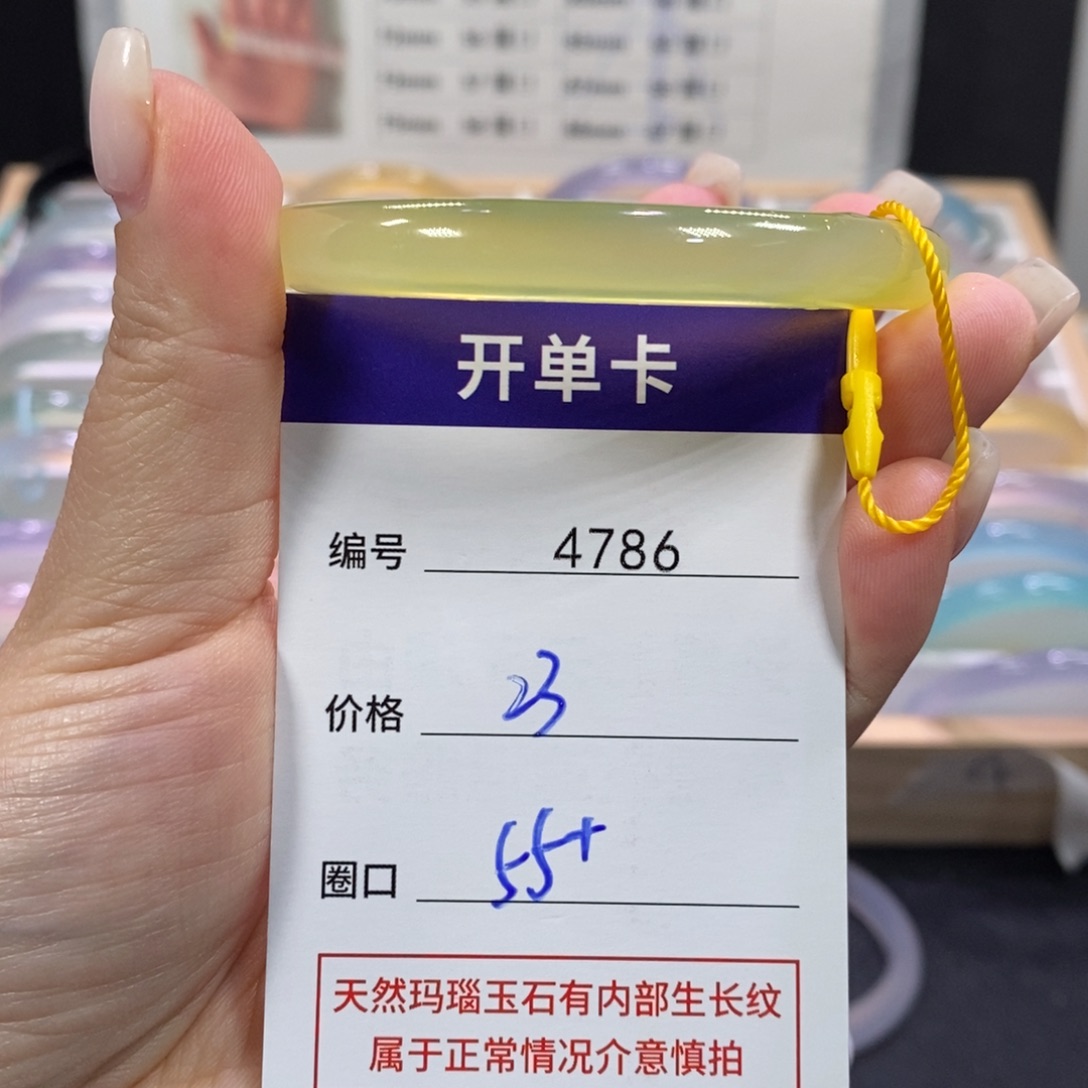 开单卡
编号 4786
价格 23
圈口 55+
天然玛瑙玉石有内部生长纹
属于正常情况介意慎拍